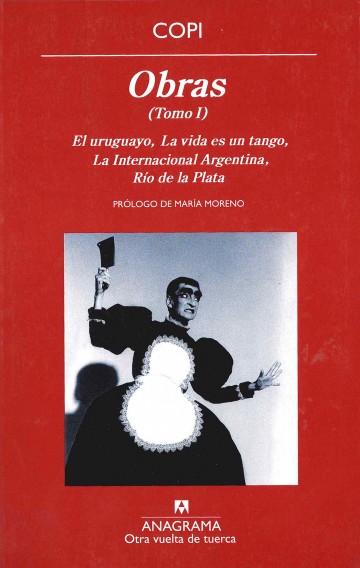 COPI
Obras
(Tomo I)
El uruguayo, La vida es un tango,
La Internacional Argentina,
Río de la Plata
PRÓLOGO DE MARÍA MORENO
ANAGRAMA
Otra vuelta de tuerca